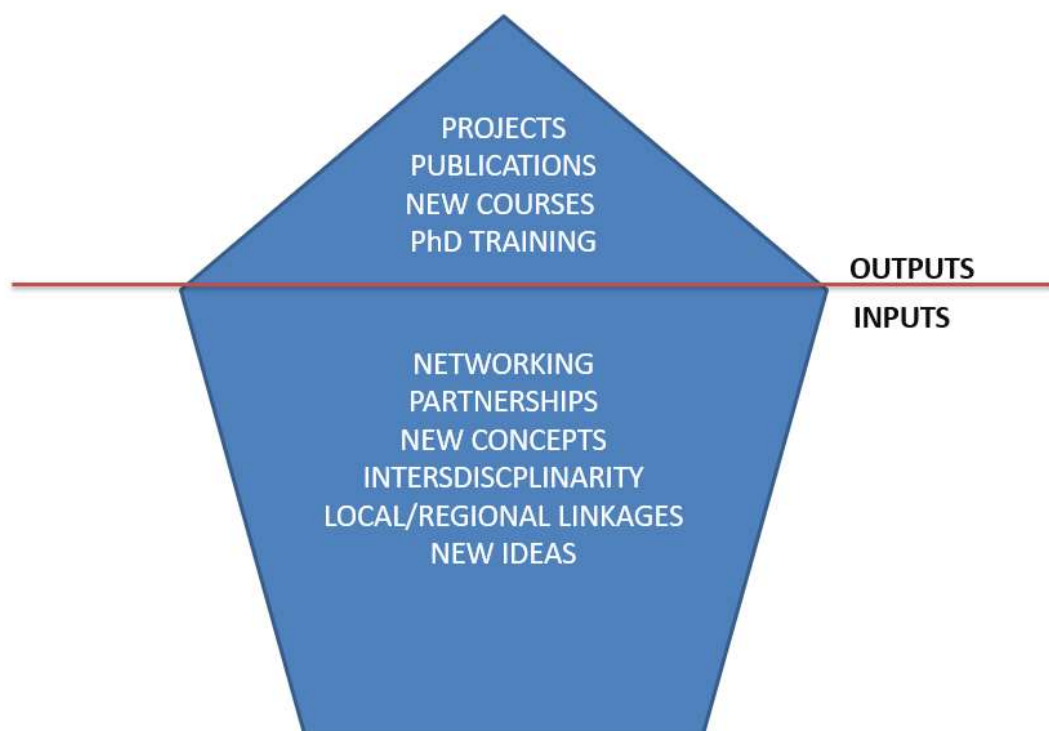 PROJECTS
PUBLICATIONS
NEW COURSES
PhD TRAINING
OUTPUTS
INPUTS
NETWORKING
PARTNERSHIPS
NEW CONCEPTS
INTERSDISCPLINARITY
LOCAL/REGIONAL LINKAGES
NEW IDEAS